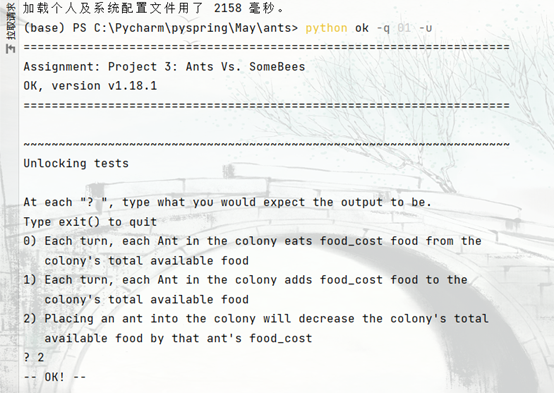 加载个人及系统配置文件用了 2158 毫秒。
(base) PS C:\Pycharm\pyspring\May\ants> python ok -q 01 -u
=====================================================================
Assignment: Project 3: Ants Vs. SomeBees
OK, version v1.18.1
=====================================================================
~~~~~~~~~~~~~~~~~~~~~~~~~~~~~~~~~~~~~~~~~~~~~~~~~~~~~~~~~~~~~~~~~~~~~
Unlocking tests
At each "? ", type what you would expect the output to be.
Type exit() to quit
0) Each turn, each Ant in the colony eats food_cost food from the
colony's total available food
1) Each turn, each Ant in the colony adds food_cost food to the
colony's total available food
2) Placing an ant into the colony will decrease the colony's total
available food by that ant's food_cost
? 2
-- OK! --
拉取请求